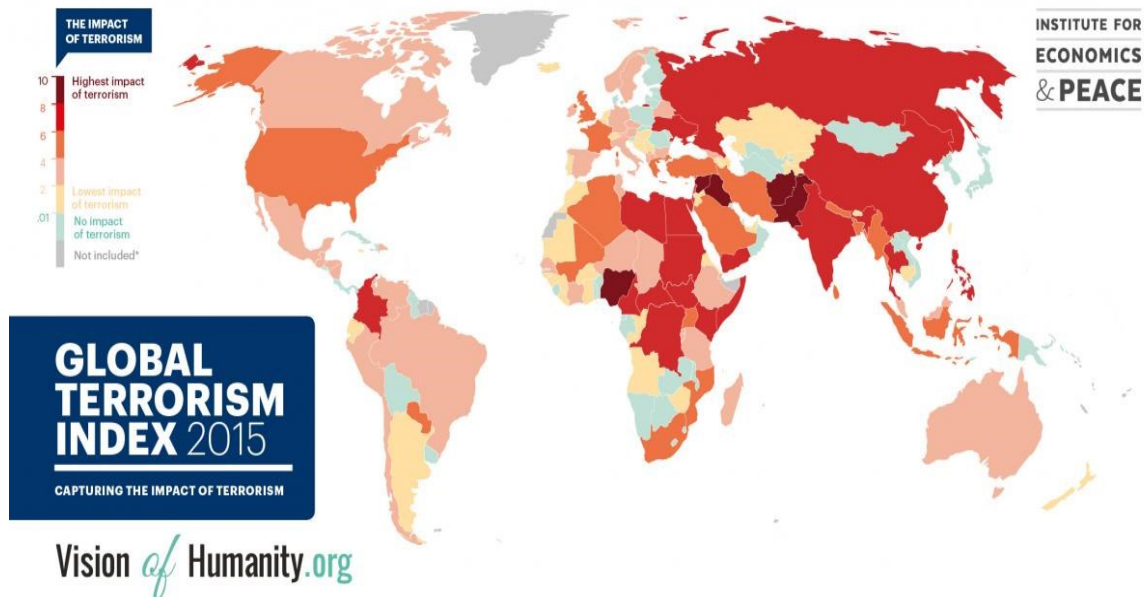 THE IMPACT
OF TERRORISM
10
Highest impact
of terrorism
8
6
4
2
Lowest impact
of terrorism
.01
No impact
of terrorism
Not included*
INSTITUTE FOR
ECONOMICS
& PEACE
GLOBAL
TERRORISM
INDEX 2015
CAPTURING THE IMPACT OF TERRORISM
Vision of Humanity.org